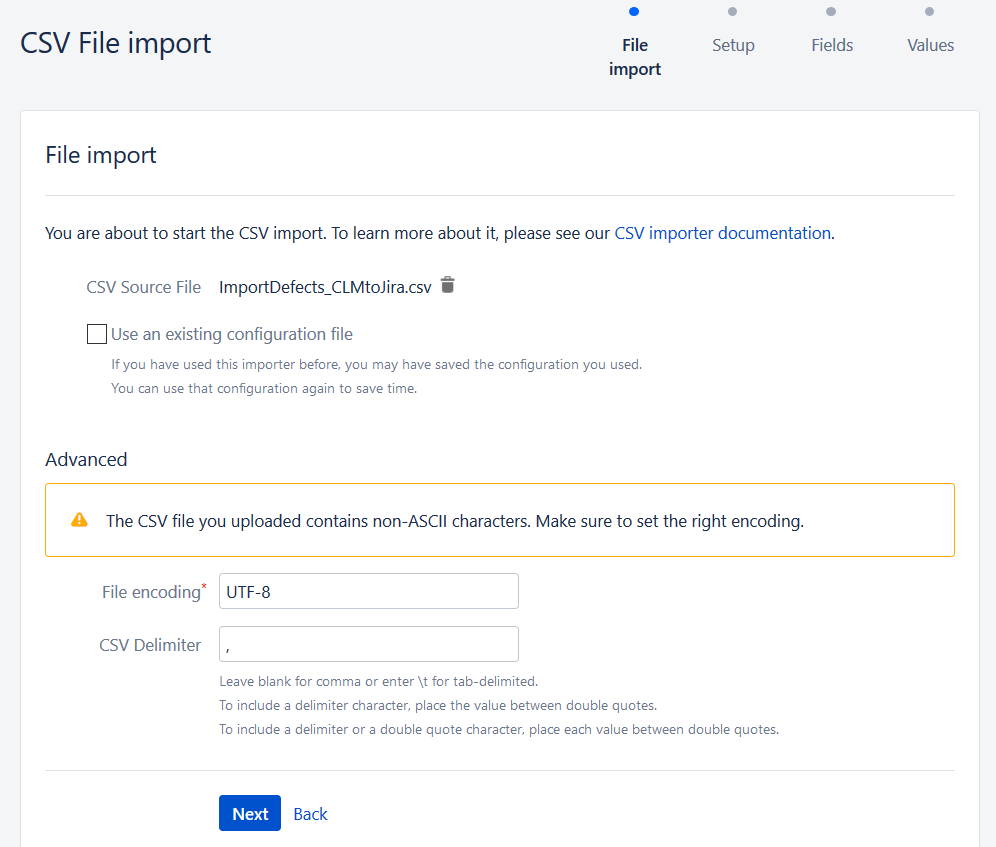 CSV File import
File import
Setup
Fields
Values
File import
You are about to start the CSV import. To learn more about it, please see our CSV importer documentation.
CSV Source File ImportDefects_CLMtoJira.csv
Use an existing configuration file
If you have used this importer before, you may have saved the configuration you used.
You can use that configuration again to save time.
Advanced
The CSV file you uploaded contains non-ASCII characters. Make sure to set the right encoding.
File encoding* UTF-8
CSV Delimiter ,
Leave blank for comma or enter \t for tab-delimited.
To include a delimiter character, place the value between double quotes.
To include a delimiter or a double quote character, place each value between double quotes.
Next Back